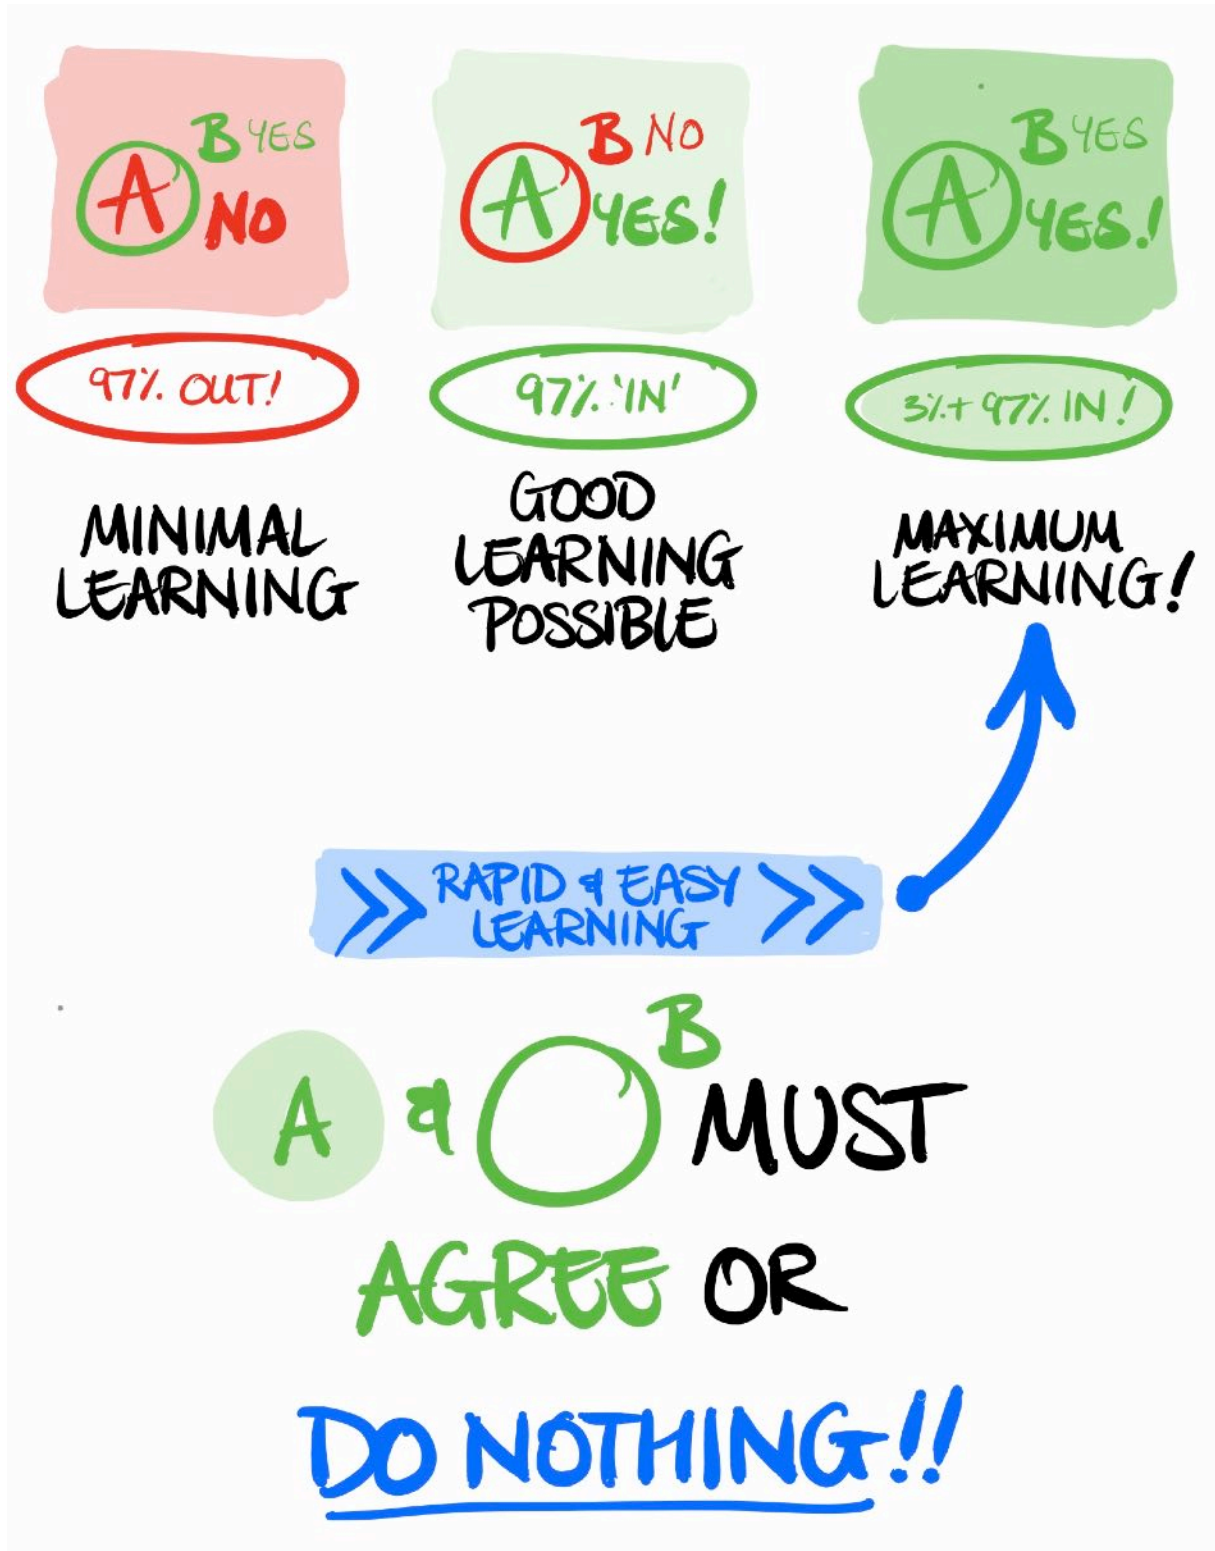 B YES
A NO
97% OUT!
MINIMAL
LEARNING
B NO
A YES!
97% 'IN'
GOOD
LEARNING
POSSIBLE
B YES
A YES!
3% + 97% IN!
MAXIMUM
LEARNING!
>> RAPID & EASY >>
LEARNING
A & B MUST
AGREE OR
DO NOTHING!!